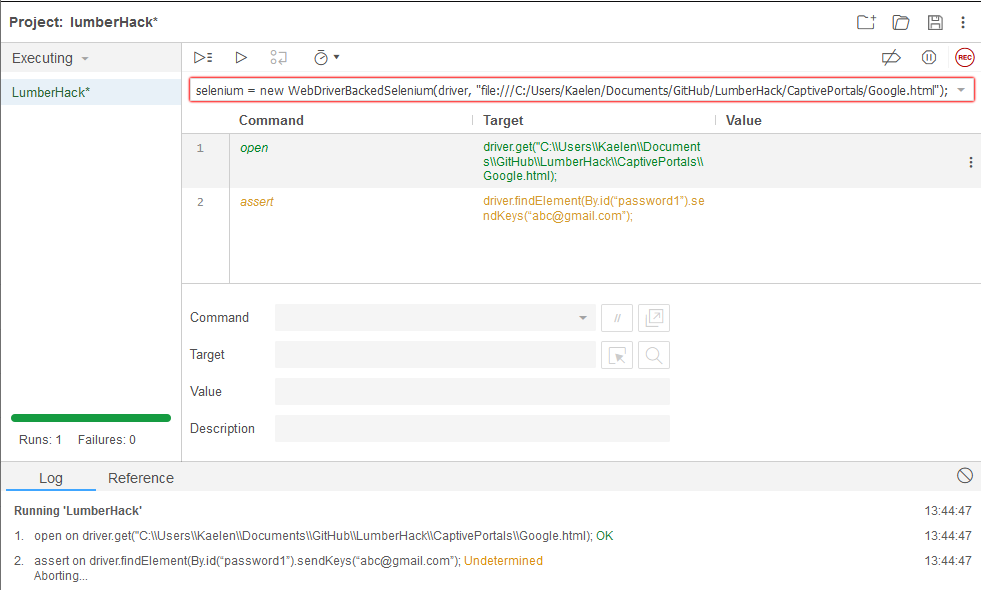 Project: lumberHack*
Executing
LumberHack*
REC
selenium = new WebDriverBackedSelenium(driver, "file:///C:/Users/Kaelen/Documents/GitHub/LumberHack/CaptivePortals/Google.html");
Command Target Value
1 open driver.get("C:\\Users\\Kaelen\\Document
s\\GitHub\\LumberHack\\CaptivePortals\\
Google.html);
2 assert driver.findElement(By.id(“password1”).se
ndKeys(“abc@gmail.com”);
Command //
Target
Value
Description
Runs: 1 Failures: 0
Log Reference
Running 'LumberHack' 13:44:47
1. open on driver.get("C:\\Users\\Kaelen\\Documents\\GitHub\\LumberHack\\CaptivePortals\\Google.html); OK 13:44:47
2. assert on driver.findElement(By.id(“password1”).sendKeys(“abc@gmail.com”); Undetermined 13:44:47
Aborting...